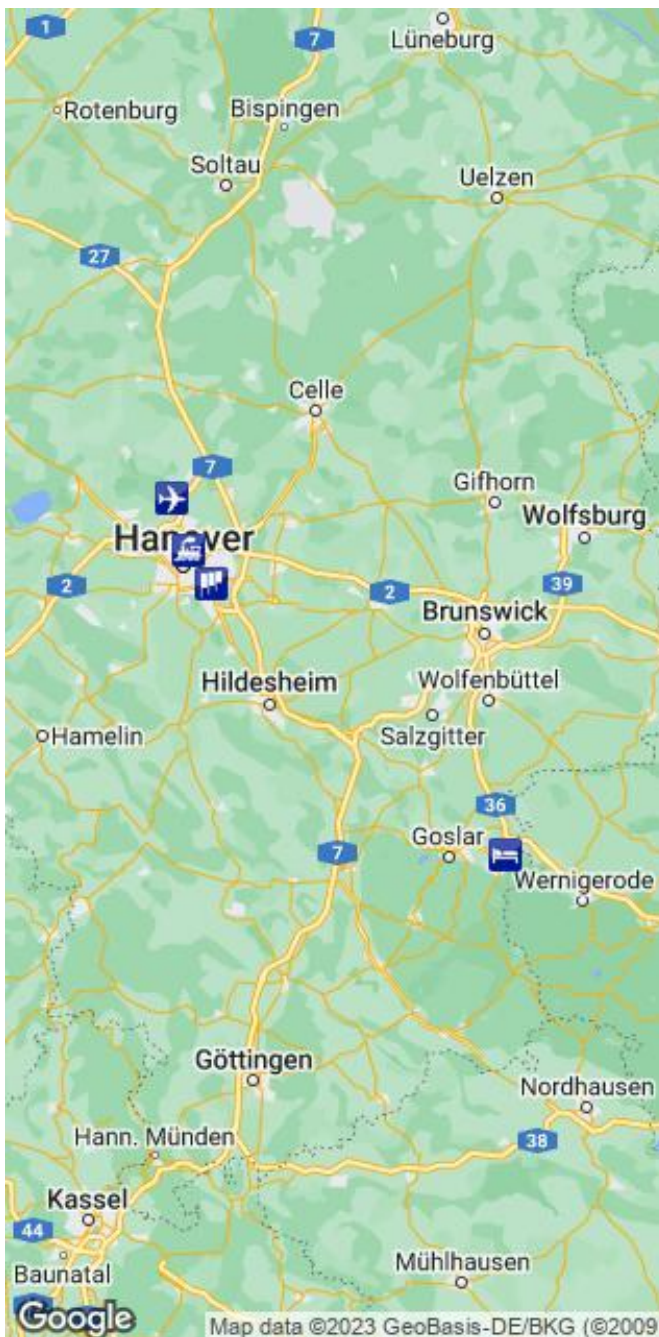 1
7
Lüneburg
Rotenburg
Bispingen
Soltau
Uelzen
27
Celle
7
Gifhorn
Hanover
Wolfsburg
2
2
39
Brunswick
Hildesheim
Wolfenbüttel
Hamelin
Salzgitter
36
7
Goslar
Wernigerode
Göttingen
Nordhausen
Hann. Münden
38
Kassel
44
Baunatal
Mühlhausen
Google
Map data ©2023 GeoBasis-DE/BKG (©2009